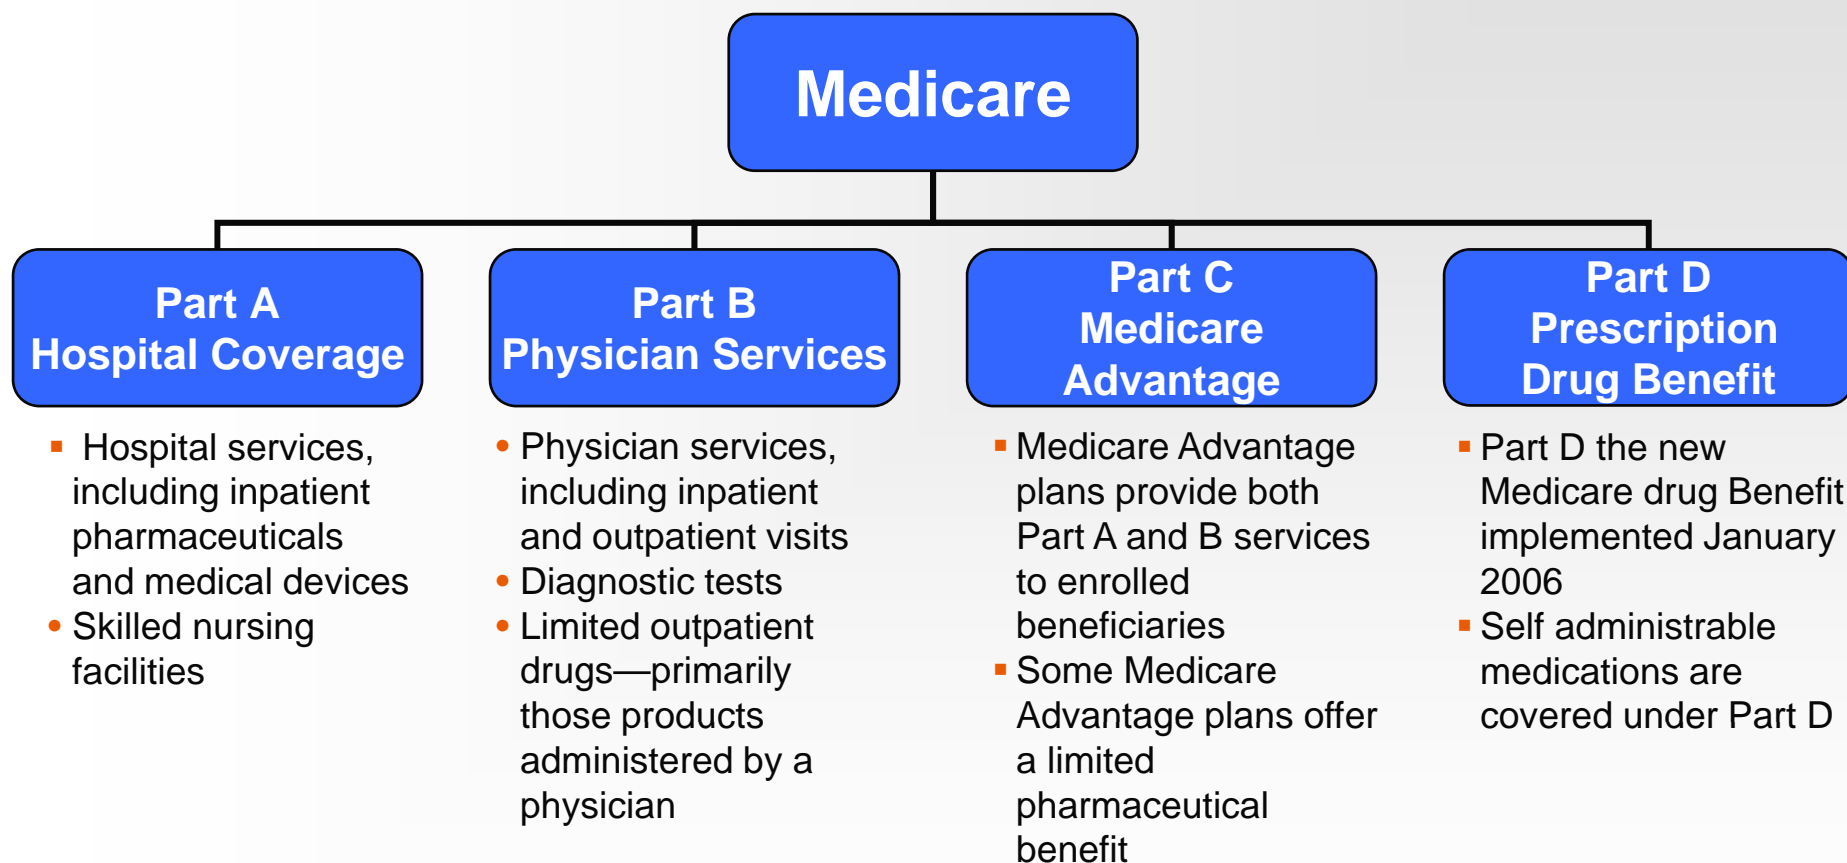 Medicare
Part A
Hospital Coverage
▪ Hospital services,
including inpatient
pharmaceuticals
and medical devices
• Skilled nursing
facilities
Part B
Physician Services
• Physician services,
including inpatient
and outpatient visits
• Diagnostic tests
• Limited outpatient
drugs—primarily
those products
administered by a
physician
Part C
Medicare
Advantage
▪ Medicare Advantage
plans provide both
Part A and B services
to enrolled
beneficiaries
▪ Some Medicare
Advantage plans offer
a limited
pharmaceutical
benefit
Part D
Prescription
Drug Benefit
▪ Part D the new
Medicare drug Benefit
implemented January
2006
▪ Self administrable
medications are
covered under Part D